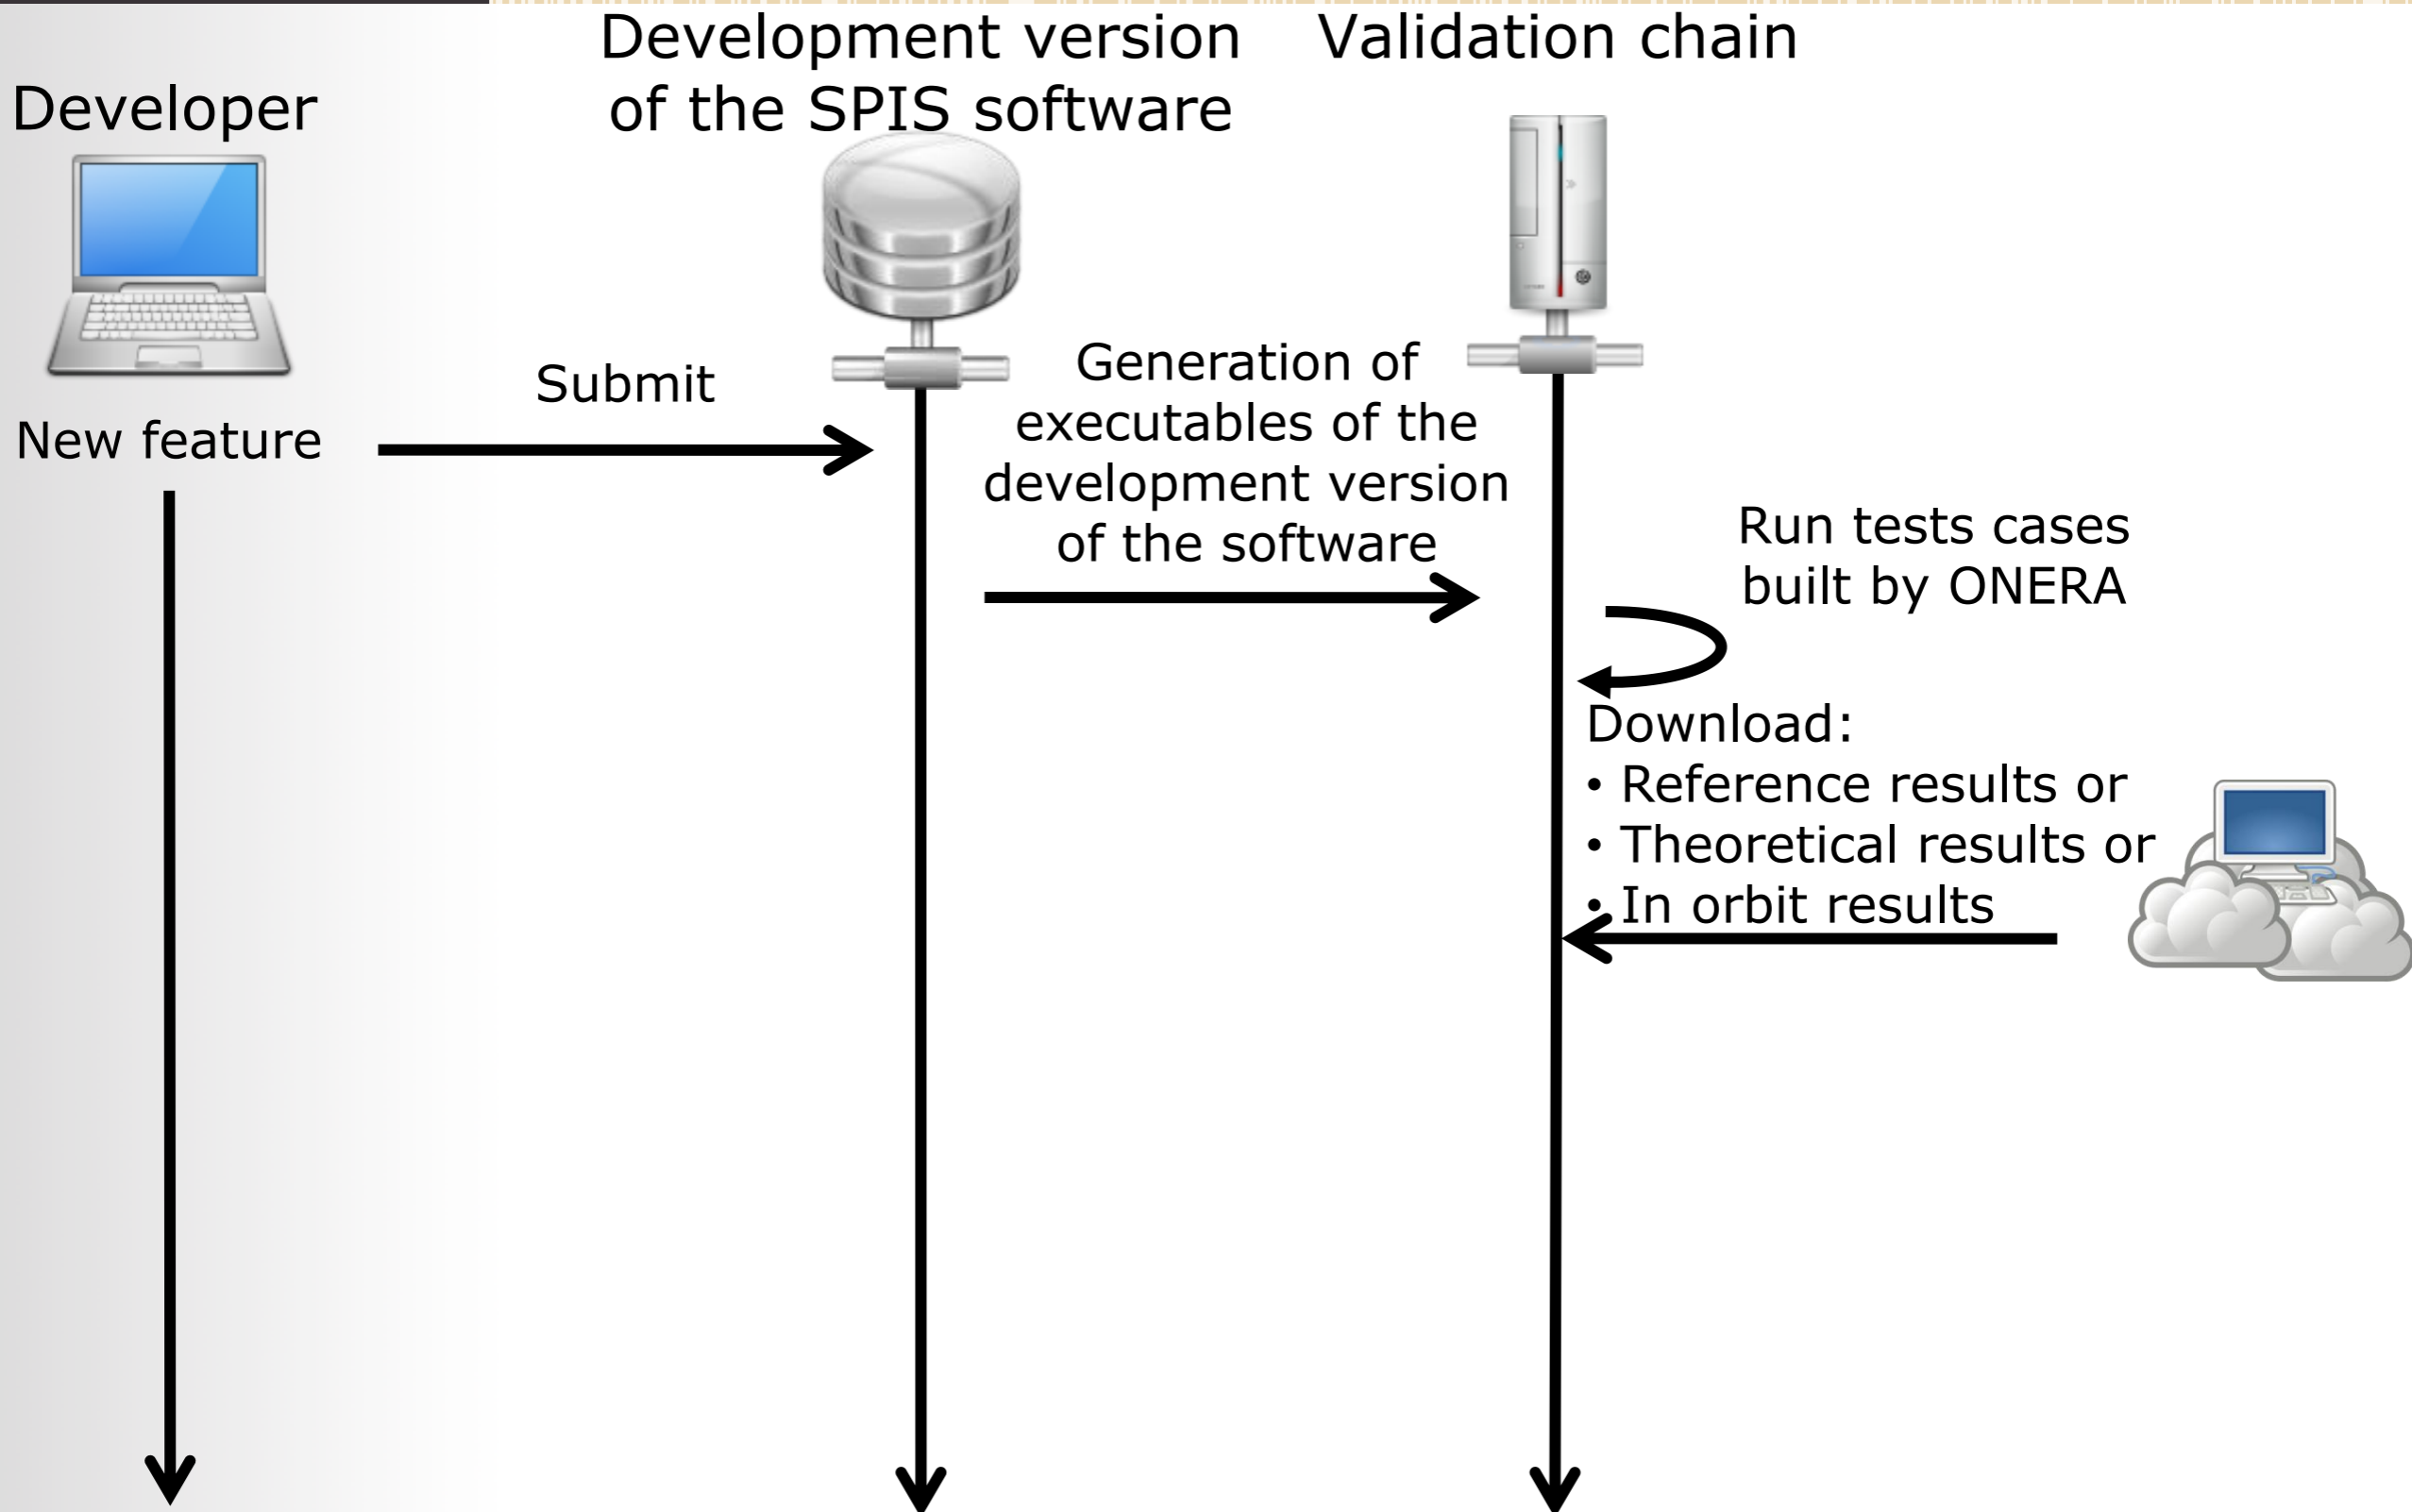 Developer
New feature
Submit
Development version
of the SPIS software
Generation of
executables of the
development version
of the software
Validation chain
Run tests cases
built by ONERA
Download:
• Reference results or
• Theoretical results or
• In orbit results